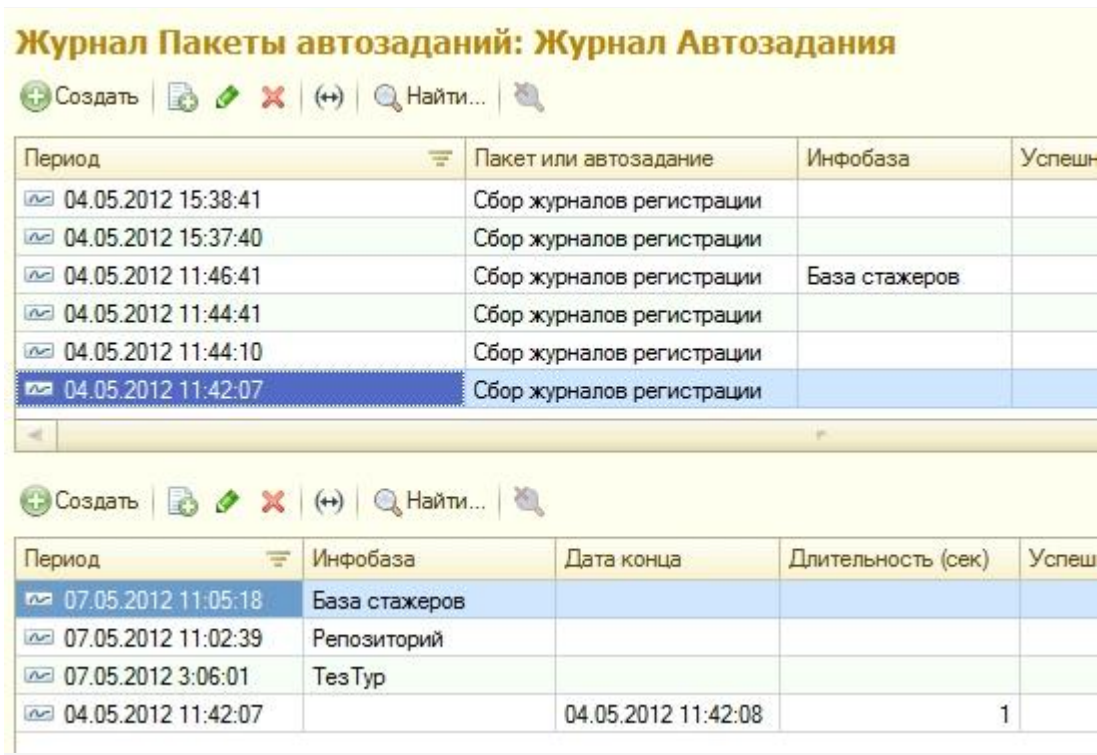 Журнал Пакеты автозаданий: Журнал Автозадания
Создать Найти...
Период Пакет или автозадание Инфобаза Успешн
04.05.2012 15:38:41 Сбор журналов регистрации
04.05.2012 15:37:40 Сбор журналов регистрации
04.05.2012 11:46:41 Сбор журналов регистрации База стажеров
04.05.2012 11:44:41 Сбор журналов регистрации
04.05.2012 11:44:10 Сбор журналов регистрации
04.05.2012 11:42:07 Сбор журналов регистрации
Создать Найти...
Период Инфобаза Дата конца Длительность (сек) Успеш
07.05.2012 11:05:18 База стажеров
07.05.2012 11:02:39 Репозиторий
07.05.2012 3:06:01 ТезТур
04.05.2012 11:42:07 04.05.2012 11:42:08 1